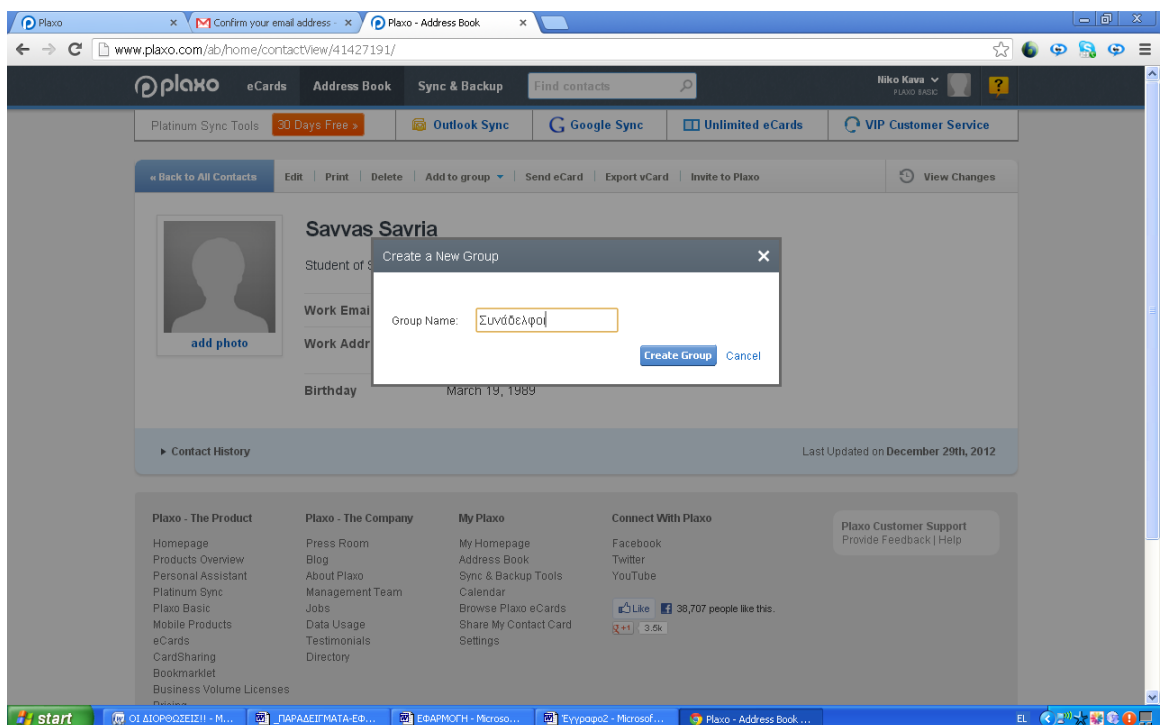 Plaxo
Confirm your email address -
Plaxo - Address Book
www.plaxo.com/ab/home/contactView/41427191/
plaxo
eCards
Address Book
Sync & Backup
Find contacts
Niko Kava
PLAXO BASIC
?
Platinum Sync Tools
30 Days Free »
Outlook Sync
Google Sync
Unlimited eCards
VIP Customer Service
« Back to All Contacts
Edit | Print | Delete | Add to group | Send eCard | Export vCard | Invite to Plaxo
View Changes
Savvas Savria
Student of S
Create a New Group
Work Emai
Group Name: Συνάδελφοι
add photo
Work Addr
Create Group
Cancel
Birthday
March 19, 1989
Contact History
Last Updated on December 29th, 2012
Plaxo - The Product
Homepage
Products Overview
Personal Assistant
Platinum Sync
Plaxo Basic
Mobile Products
eCards
CardSharing
Bookmarklet
Business Volume Licenses
Pricing
Plaxo - The Company
Press Room
Blog
About Plaxo
Management Team
Jobs
Data Usage
Testimonials
Directory
My Plaxo
My Homepage
Address Book
Sync & Backup Tools
Calendar
Browse Plaxo eCards
Share My Contact Card
Settings
Connect With Plaxo
Facebook
Twitter
YouTube
Like
38,707 people like this.
+1
3.5k
Plaxo Customer Support
Provide Feedback | Help
start
ΟΙ ΔΙΟΡΘΩΣΕΙΣ!! - M...
_ΠΑΡΑΔΕΙΓΜΑΤΑ-ΕΦ...
ΕΦΑΡΜΟΓΗ - Microso...
Έγγραφο2 - Microsof...
Plaxo - Address Book ...
EL